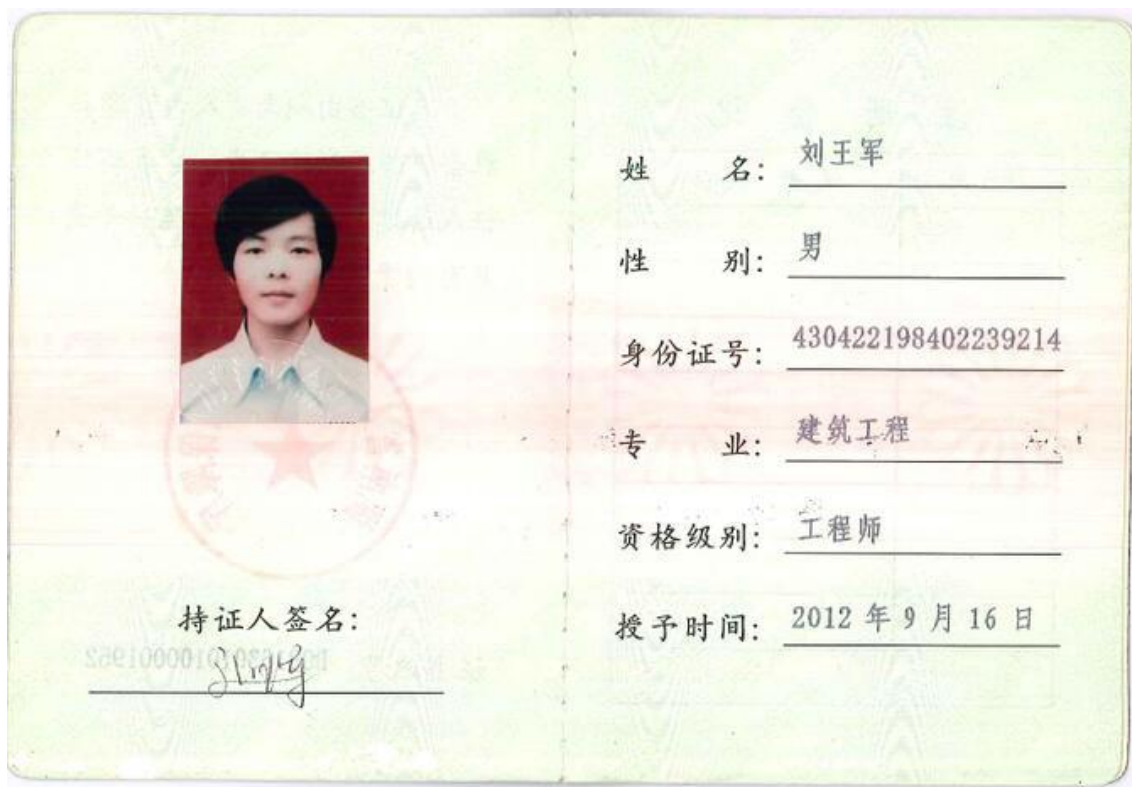 持证人签名:
姓 名: 刘王军
性 别: 男
身份证号: 430422198402239214
专 业: 建筑工程
资格级别: 工程师
授予时间: 2012 年 9 月 16 日